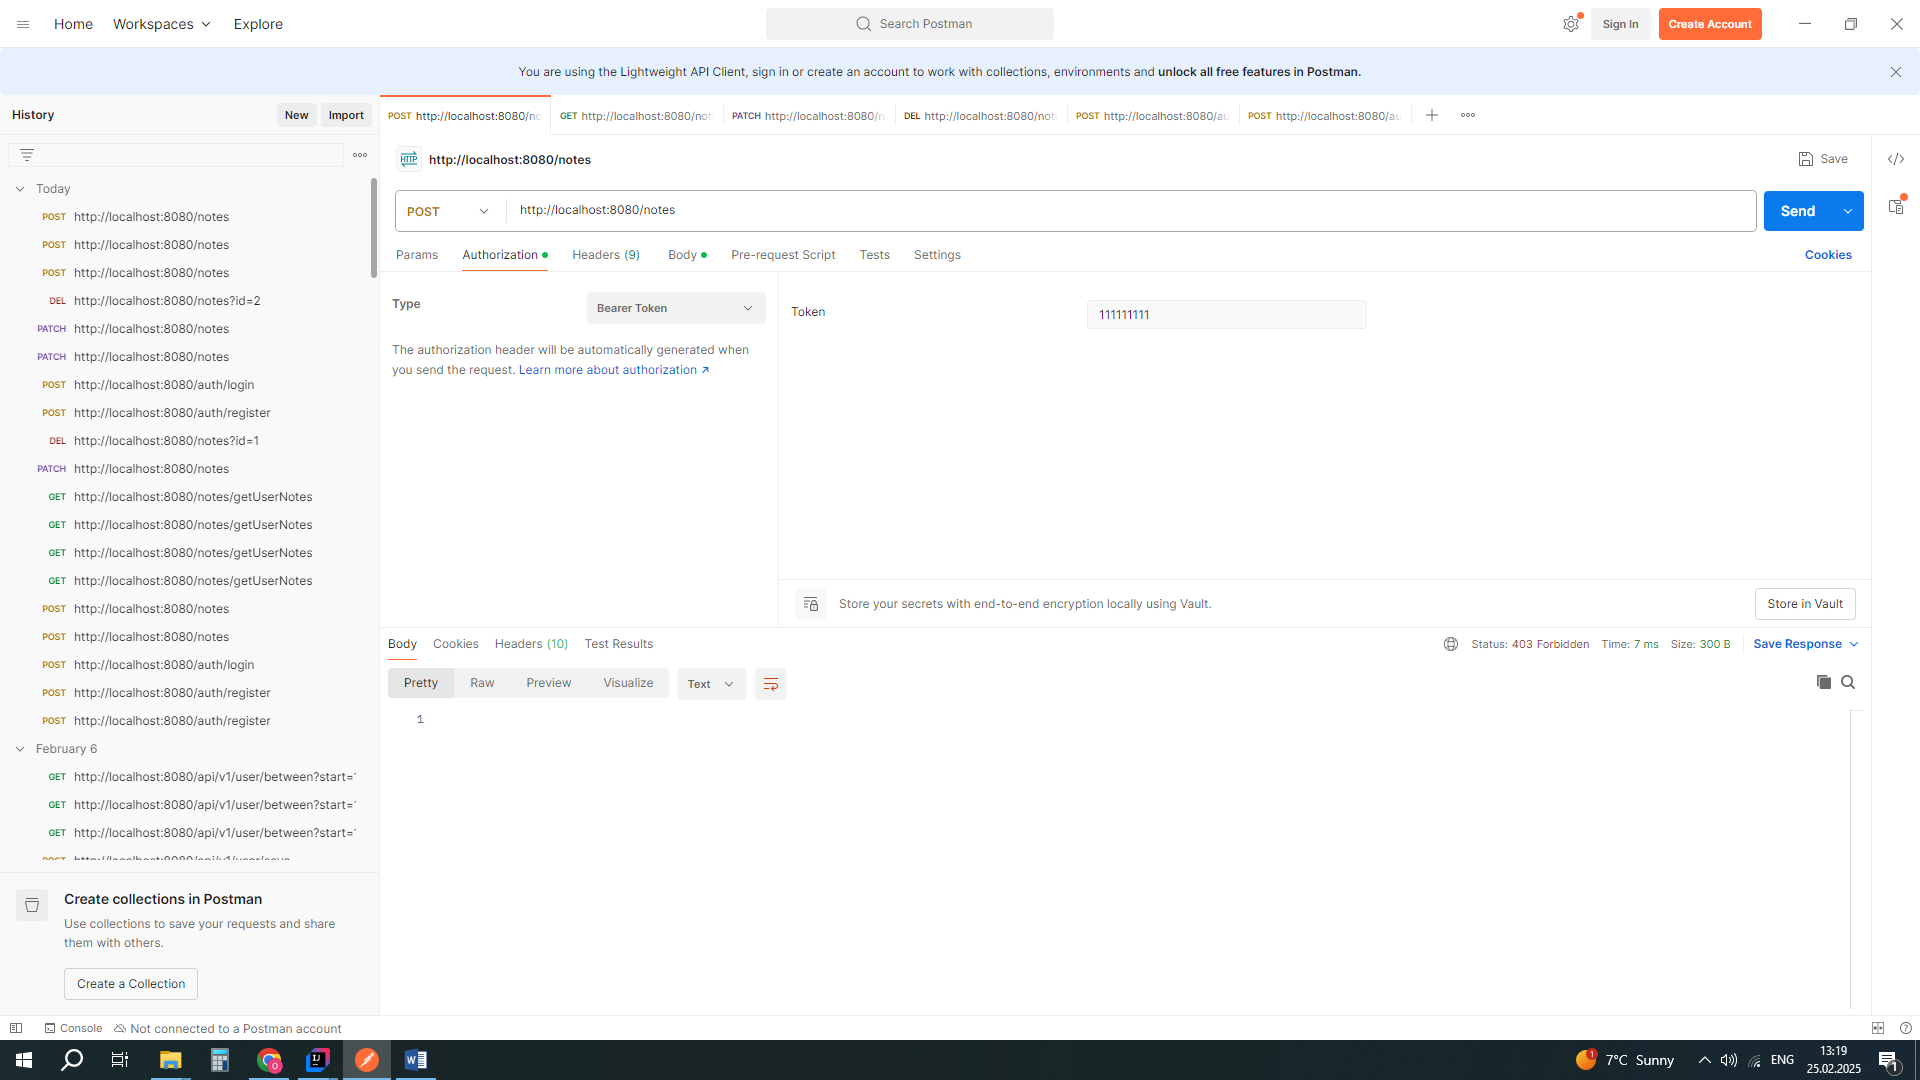 Home
Workspaces
Explore
Search Postman
Sign In
Create Account
You are using the Lightweight API Client, sign in or create an account to work with collections, environments and unlock all free features in Postman.
History
New
Import
POST http://localhost:8080/no
GET http://localhost:8080/not
PATCH http://localhost:8080/n
DEL http://localhost:8080/not
POST http://localhost:8080/au
POST http://localhost:8080/au
HTTP http://localhost:8080/notes
Save
POST
http://localhost:8080/notes
Send
Params
Authorization
Headers (9)
Body
Pre-request Script
Tests
Settings
Cookies
Type
Bearer Token
The authorization header will be automatically generated when
you send the request. Learn more about authorization ↗
Token
111111111
Store your secrets with end-to-end encryption locally using Vault.
Store in Vault
Today
POST http://localhost:8080/notes
POST http://localhost:8080/notes
POST http://localhost:8080/notes
DEL http://localhost:8080/notes?id=2
PATCH http://localhost:8080/notes
PATCH http://localhost:8080/notes
POST http://localhost:8080/auth/login
POST http://localhost:8080/auth/register
DEL http://localhost:8080/notes?id=1
PATCH http://localhost:8080/notes
GET http://localhost:8080/notes/getUserNotes
GET http://localhost:8080/notes/getUserNotes
GET http://localhost:8080/notes/getUserNotes
GET http://localhost:8080/notes/getUserNotes
POST http://localhost:8080/notes
POST http://localhost:8080/notes
POST http://localhost:8080/auth/login
POST http://localhost:8080/auth/register
POST http://localhost:8080/auth/register
February 6
GET http://localhost:8080/api/v1/user/between?start=
GET http://localhost:8080/api/v1/user/between?start=
GET http://localhost:8080/api/v1/user/between?start=
POST http://localhost:8080/api/v1/user/save
Body
Cookies
Headers (10)
Test Results
Status: 403 Forbidden
Time: 7 ms
Size: 300 B
Save Response
Pretty
Raw
Preview
Visualize
Text
1
Create collections in Postman
Use collections to save your requests and share
them with others.
Create a Collection
Console
Not connected to a Postman account
7°C Sunny
ENG
13:19
25.02.2025
1